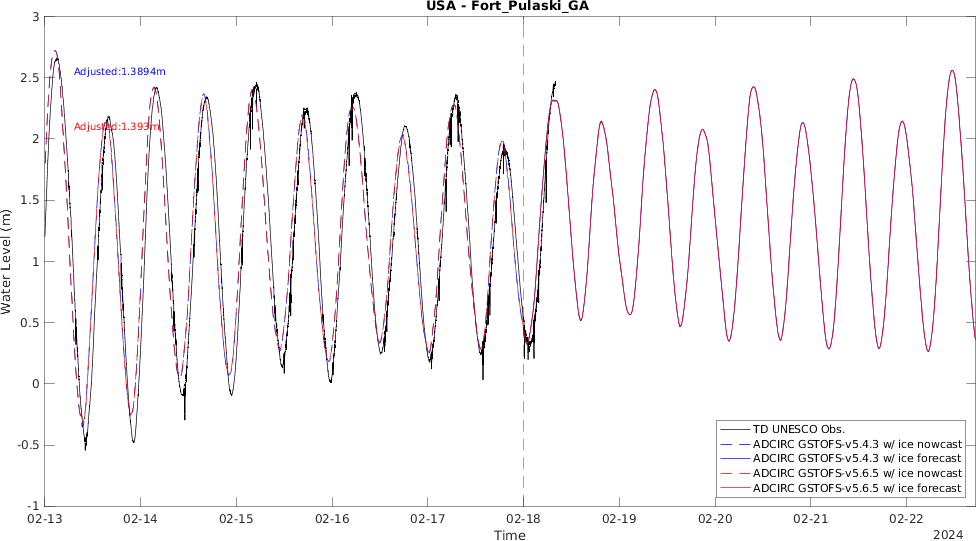 USA - Fort_Pulaski_GA
3
2.5
2
1.5
1
0.5
0
-0.5
-1
Water Level (m)
Adjusted:1.3894m
Adjusted:1.393m
TD UNESCO Obs.
ADCIRC GSTOFS-v5.4.3 w/ ice nowcast
ADCIRC GSTOFS-v5.4.3 w/ ice forecast
ADCIRC GSTOFS-v5.6.5 w/ ice nowcast
ADCIRC GSTOFS-v5.6.5 w/ ice forecast
02-13 02-14 02-15 02-16 02-17 02-18 02-19 02-20 02-21 02-22
Time
2024